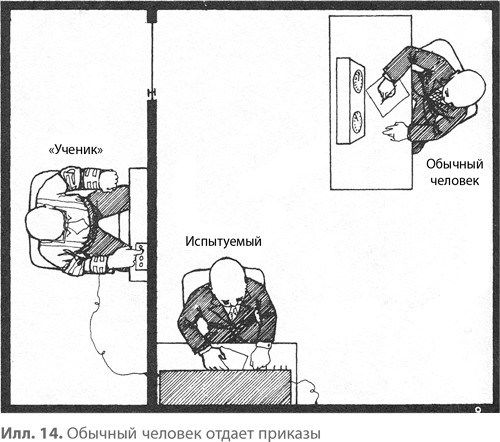 «Ученик»
Обычный
человек
Испытуемый
Илл. 14. Обычный человек отдает приказы